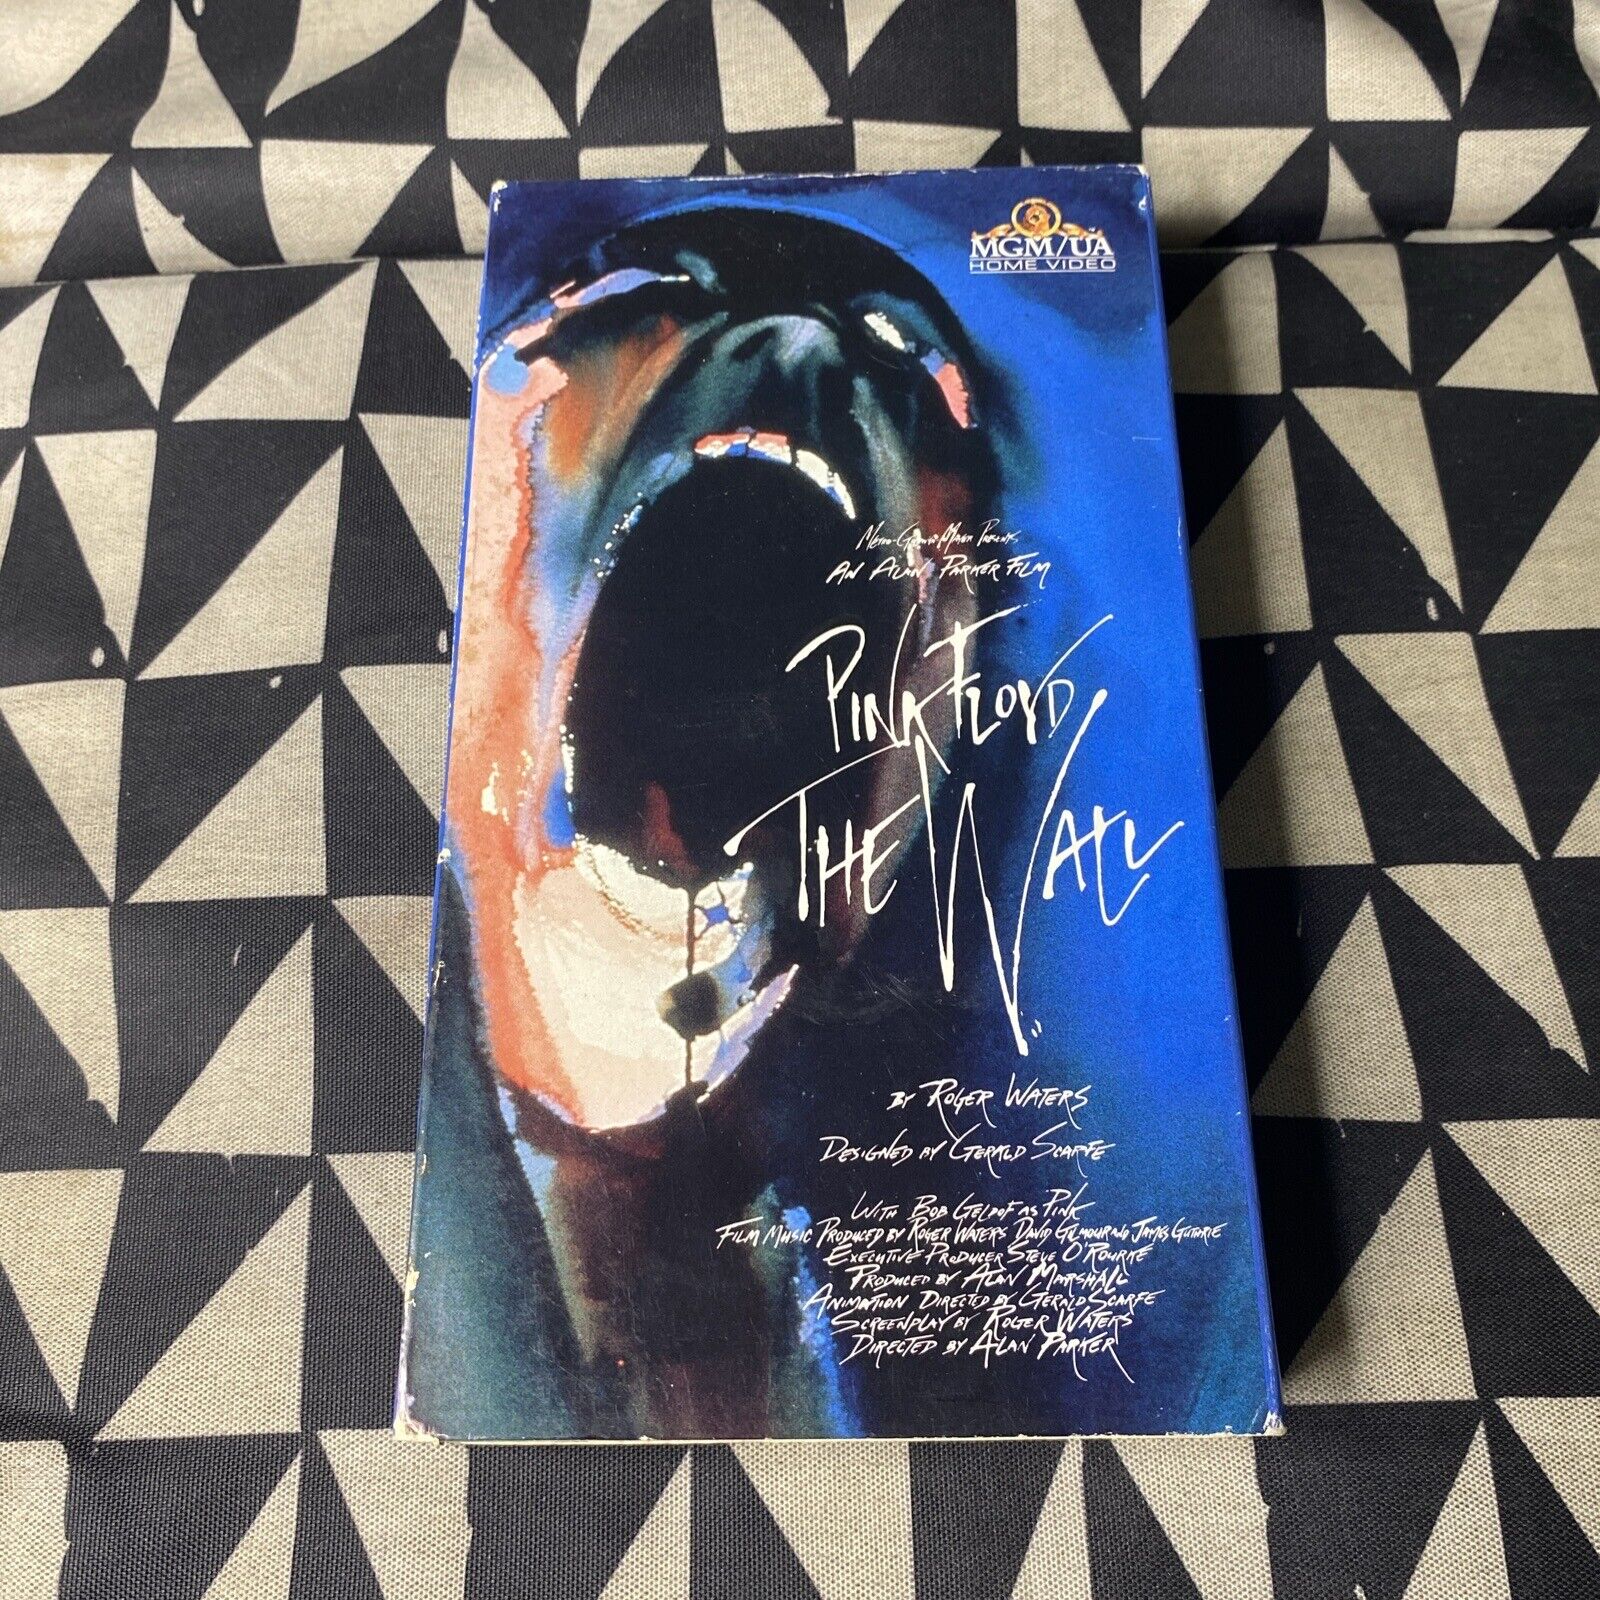 MGM/UA
HOME VIDEO
Metro-Goldwyn-Mayer Presents
An Alan Parker Film
Pink Floyd
The Wall
by Roger Waters
Designed by Gerald Scarfe
With Bob Geldof as Pink
Film Music Produced by Roger Waters David Gilmour and James Guthrie
Executive Producer Steve O'Rourke
Produced by Alan Marshall
Animation Directed by Gerald Scarfe
Screenplay by Roger Waters
Directed by Alan Parker